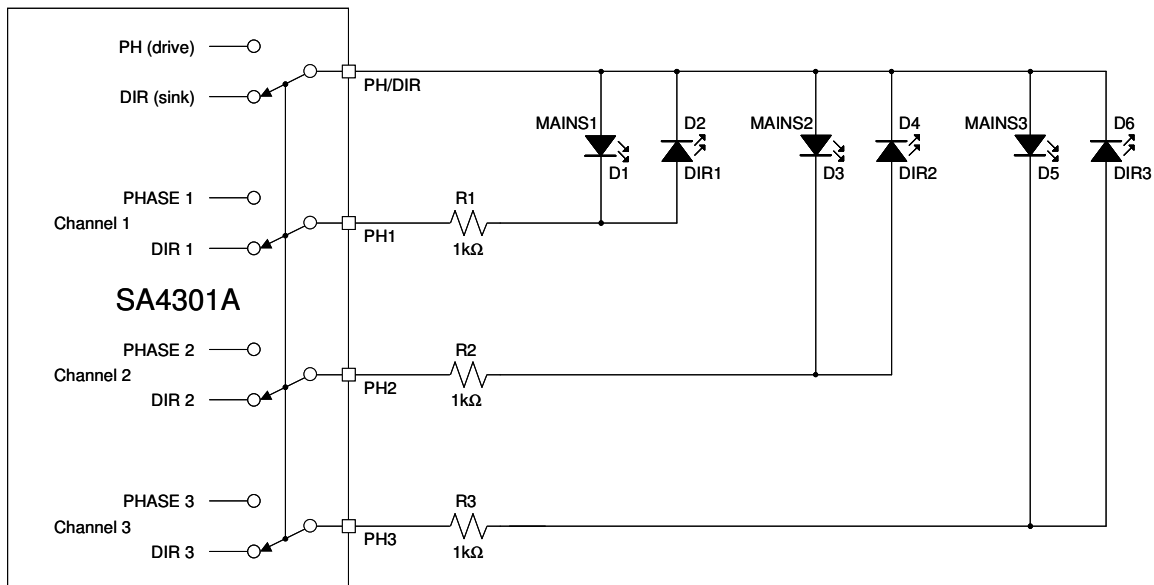 PH (drive)
DIR (sink)
PH/DIR
MAINS1
D2
MAINS2
D4
MAINS3
D6
D1
DIR1
D3
DIR2
D5
DIR3
PHASE 1
Channel 1
DIR 1
PH1
R1
1kΩ
SA4301A
PHASE 2
Channel 2
DIR 2
PH2
R2
1kΩ
PHASE 3
Channel 3
DIR 3
PH3
R3
1kΩ